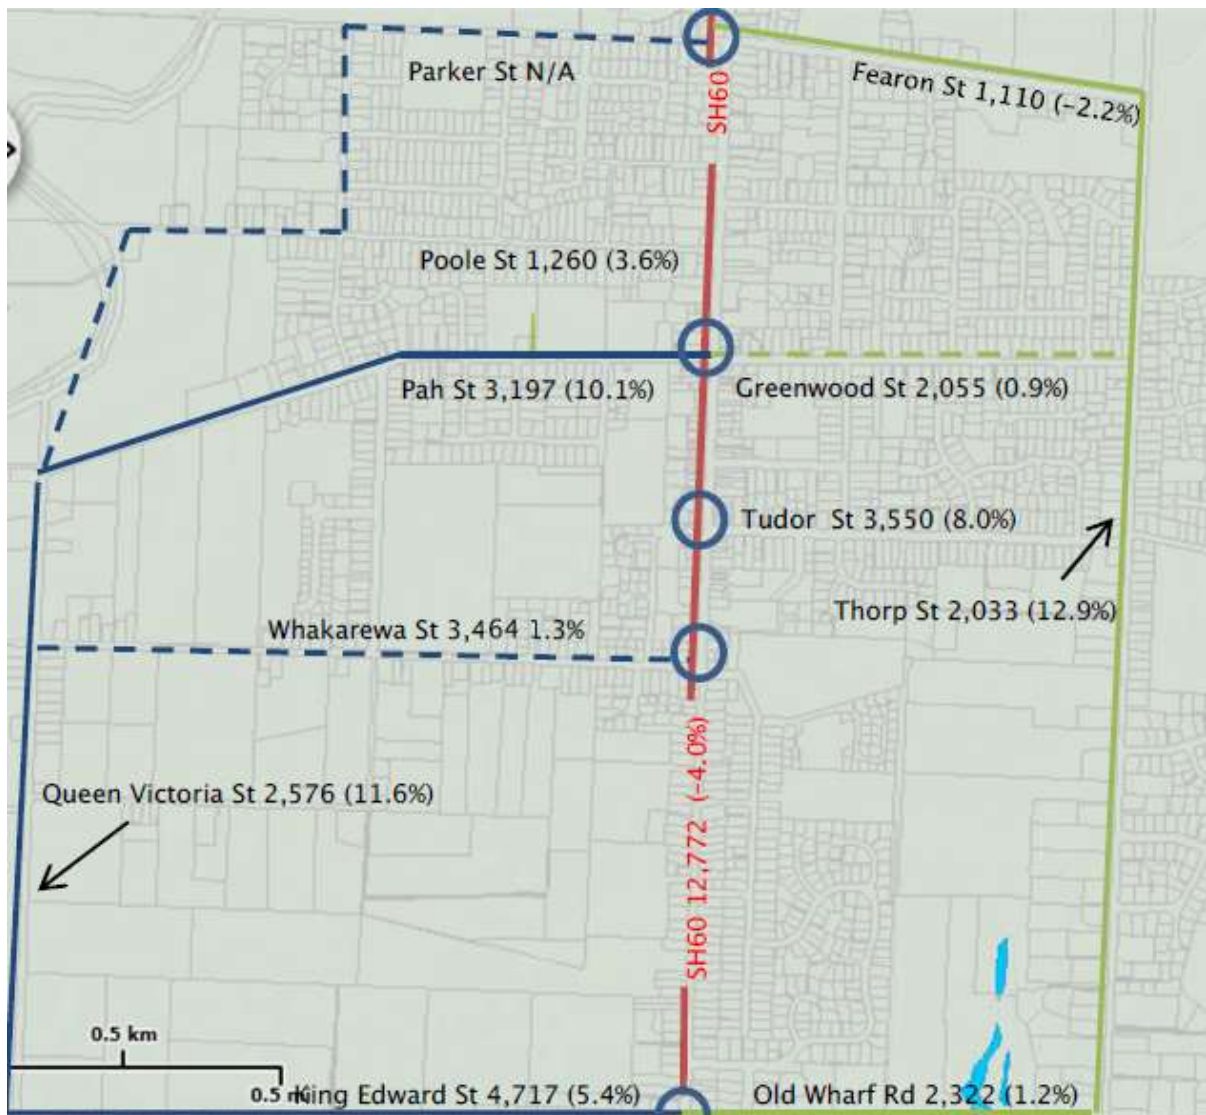 Parker St N/A
SH60
Fearon St 1,110 (-2.2%)
Poole St 1,260 (3.6%)
Pah St 3,197 (10.1%)
Greenwood St 2,055 (0.9%)
Tudor St 3,550 (8.0%)
Thorp St 2,033 (12.9%)
Whakarewa St 3,464 1.3%
SH60 12,772 (-4.0%)
Queen Victoria St 2,576 (11.6%)
0.5 km
0.5 mi
King Edward St 4,717 (5.4%)
Old Wharf Rd 2,322 (1.2%)